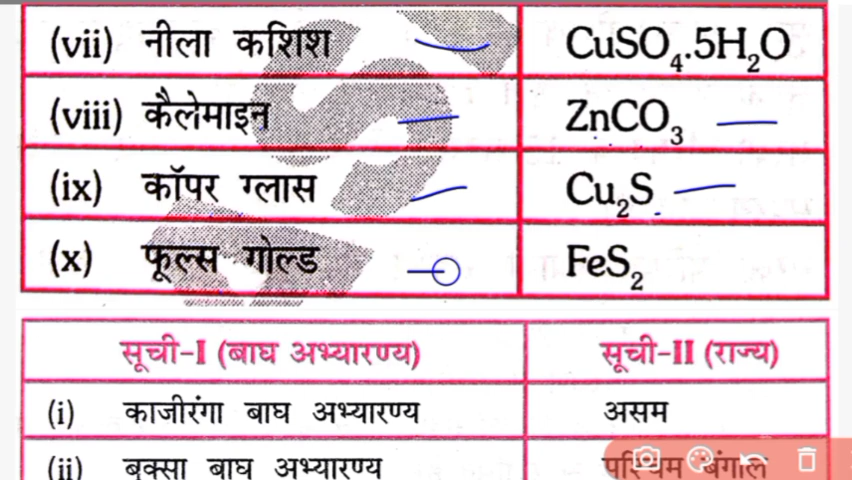 (vii) नीला कशिश CuSO₄.5H₂O
(viii) कैलेमाइन ZnCO₃
(ix) कॉपर ग्लास Cu₂S
(x) फूल्स गोल्ड FeS₂
सूची-I (बाघ अभ्यारण्य) सूची-II (राज्य)
(i) काजीरंगा बाघ अभ्यारण्य असम
(ii) बक्सा बाघ अभ्यारण्य पश्चिम बंगाल